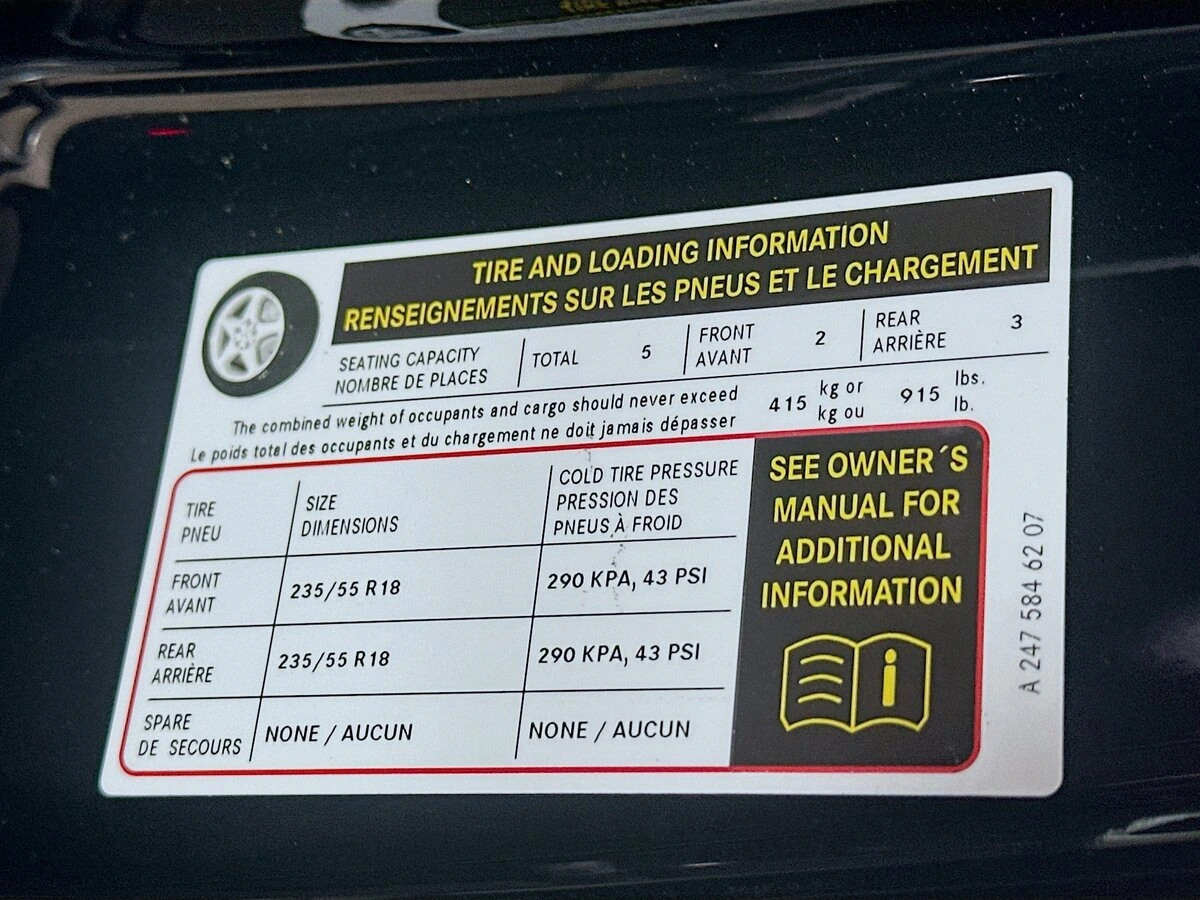 TIRE AND LOADING INFORMATION
RENSEIGNEMENTS SUR LES PNEUS ET LE CHARGEMENT
SEATING CAPACITY
NOMBRE DE PLACES
TOTAL 5
FRONT
AVANT
2
REAR
ARRIÈRE
3
The combined weight of occupants and cargo should never exceed
Le poids total des occupants et du chargement ne doit jamais dépasser
415
kg or
kg ou
915
lbs.
lb.
TIRE
PNEU
SIZE
DIMENSIONS
COLD TIRE PRESSURE
PRESSION DES
PNEUS À FROID
FRONT
AVANT
235/55 R18
290 KPA, 43 PSI
REAR
ARRIÈRE
235/55 R18
290 KPA, 43 PSI
SPARE
DE SECOURS
NONE / AUCUN
NONE / AUCUN
SEE OWNER´S
MANUAL FOR
ADDITIONAL
INFORMATION
A 247 584 62 07